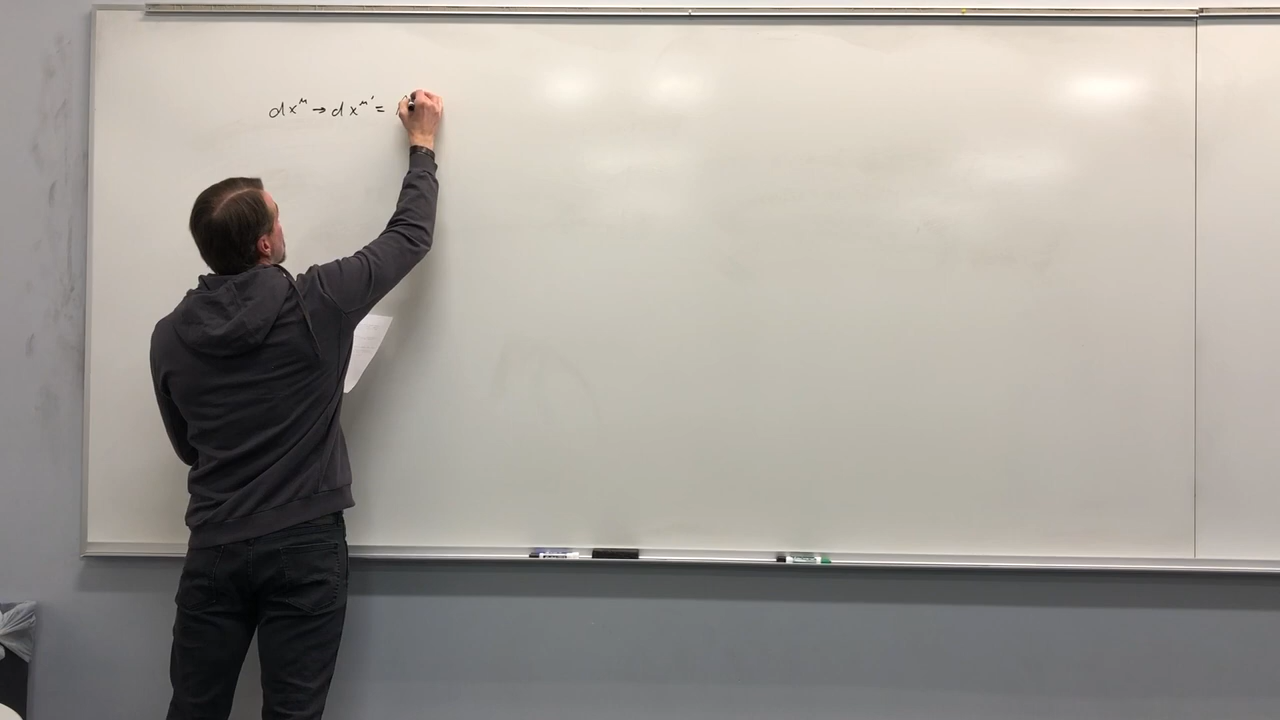 dx^μ → dx^μ' =